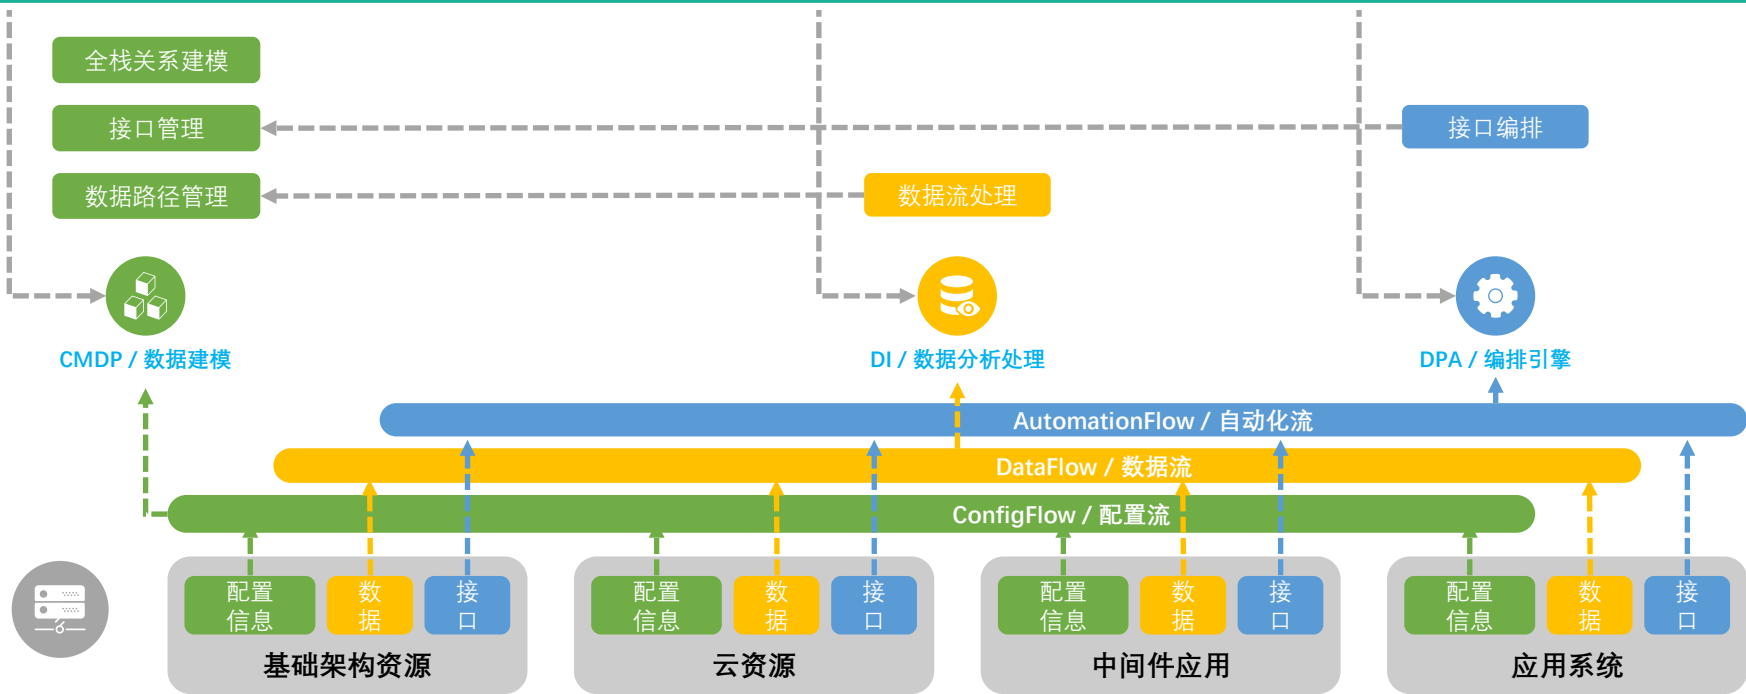 全栈关系建模
接口管理
接口编排
数据路径管理
数据流处理
CMDP / 数据建模
DI / 数据分析处理
DPA / 编排引擎
AutomationFlow / 自动化流
DataFlow / 数据流
ConfigFlow / 配置流
配置
信息
数
据
接
口
配置
信息
数
据
接
口
配置
信息
数
据
接
口
配置
信息
数
据
接
口
基础架构资源
云资源
中间件应用
应用系统